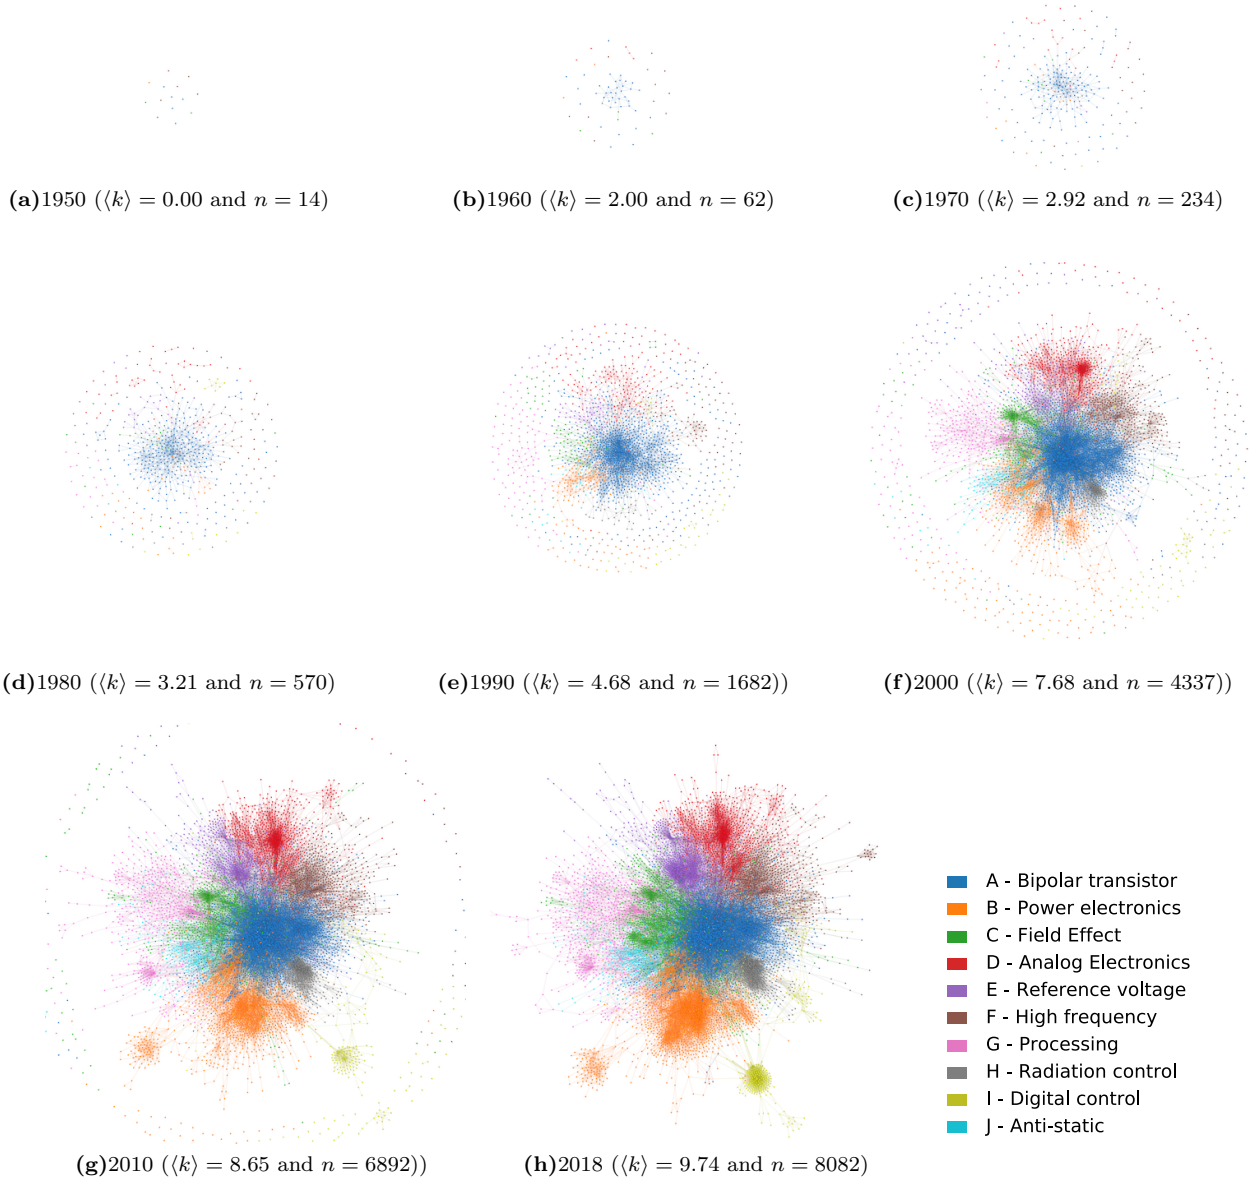 (a)1950 (⟨k⟩ = 0.00 and n = 14)
(b)1960 (⟨k⟩ = 2.00 and n = 62)
(c)1970 (⟨k⟩ = 2.92 and n = 234)
(d)1980 (⟨k⟩ = 3.21 and n = 570)
(e)1990 (⟨k⟩ = 4.68 and n = 1682))
(f)2000 (⟨k⟩ = 7.68 and n = 4337))
A - Bipolar transistor
B - Power electronics
C - Field Effect
D - Analog Electronics
E - Reference voltage
F - High frequency
G - Processing
H - Radiation control
I - Digital control
J - Anti-static
(g)2010 (⟨k⟩ = 8.65 and n = 6892))
(h)2018 (⟨k⟩ = 9.74 and n = 8082)